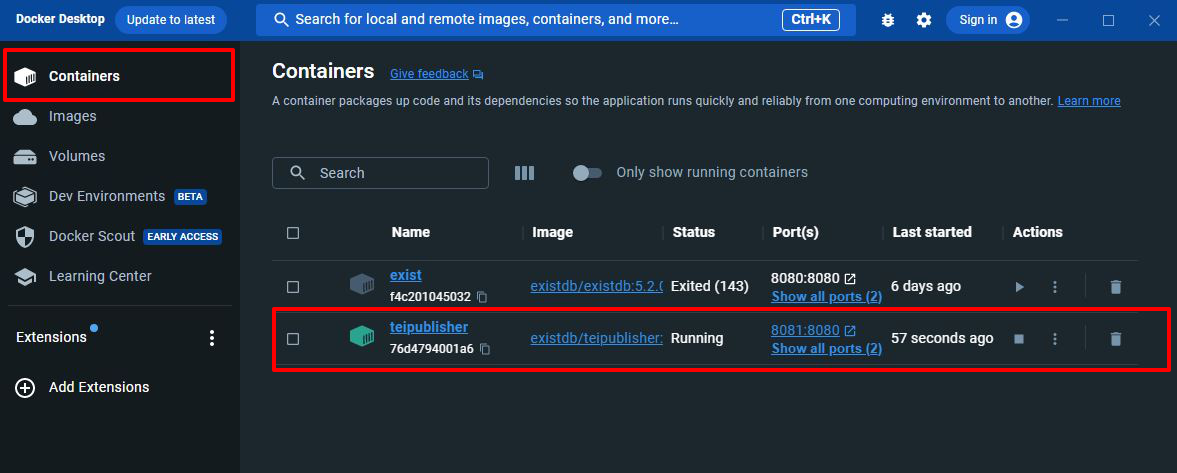 Docker Desktop Update to latest Search for local and remote images, containers, and more... Ctrl+K Sign in
Containers
Images
Volumes
Dev Environments BETA
Docker Scout EARLY ACCESS
Learning Center
Extensions
Add Extensions
Containers Give feedback
A container packages up code and its dependencies so the application runs quickly and reliably from one computing environment to another. Learn more
Search Only show running containers
Name Image Status Port(s) Last started Actions
exist existdb/existdb:5.2.0 Exited (143) 8080:8080 6 days ago
f4c201045032 Show all ports (2)
teipublisher existdb/teipublisher: Running 8081:8080 57 seconds ago
76d4794001a6 Show all ports (2)